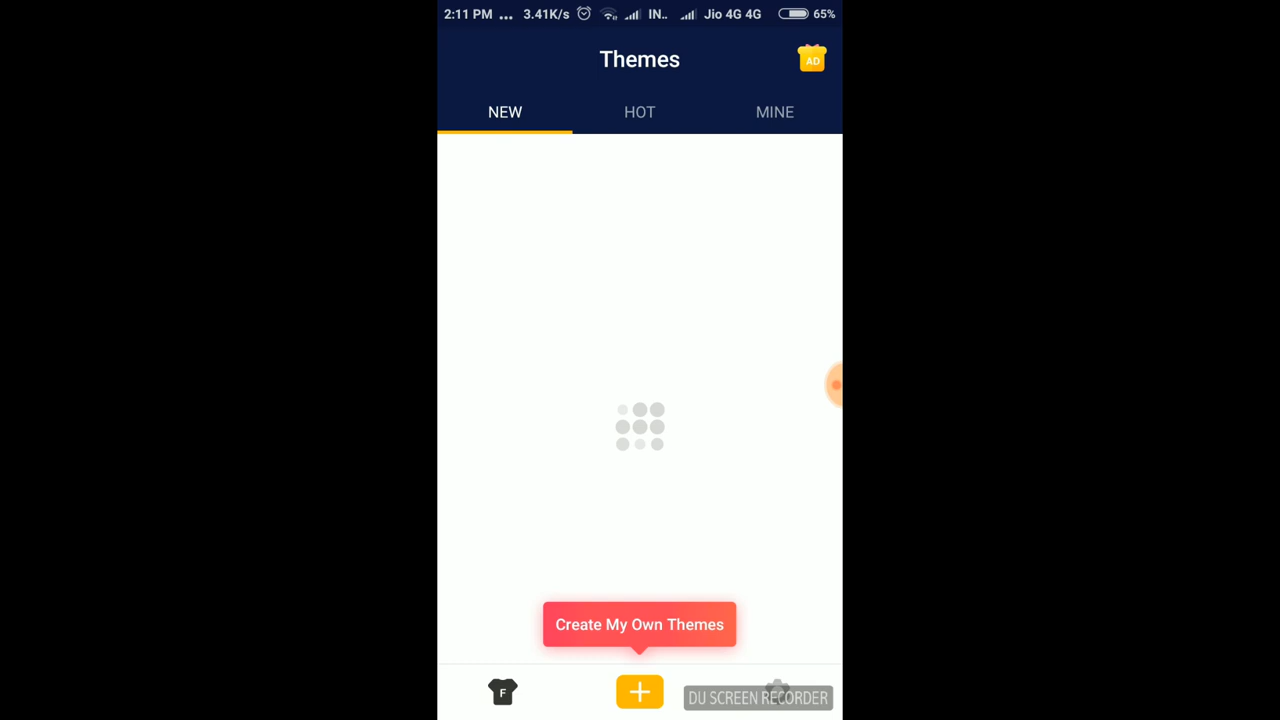 2:11 PM ... 3.41K/s IN.. Jio 4G 4G 65%
Themes
AD
NEW HOT MINE
Create My Own Themes
F
DU SCREEN RECORDER